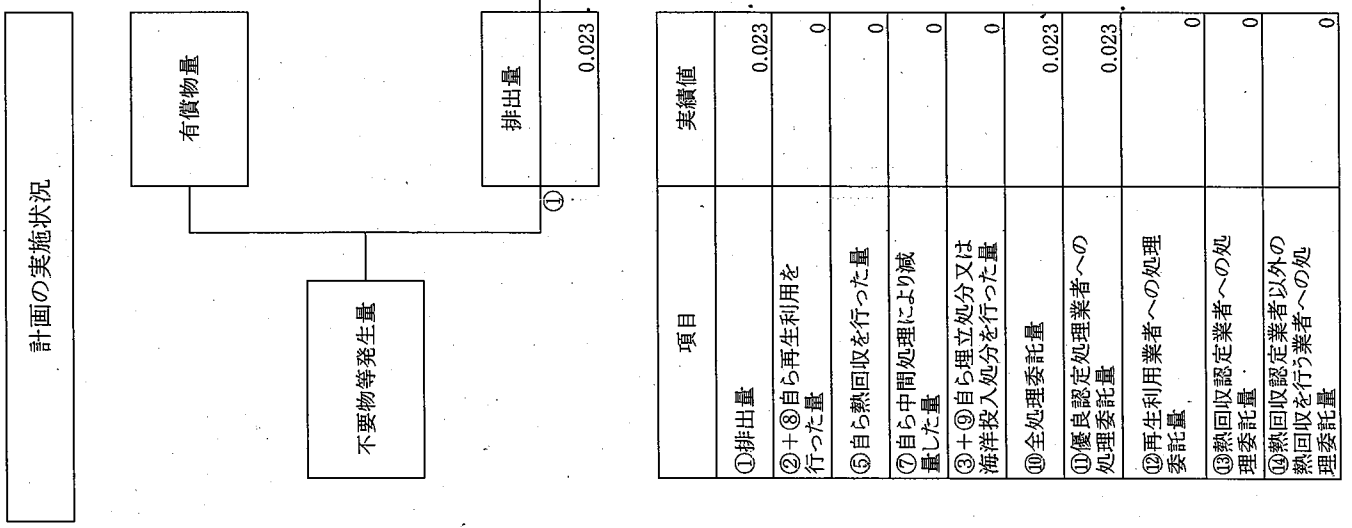 計画の実施状況
有償物量
不要物等発生量
①
排出量
0.023
項目 実績値
①排出量 0.023
②+⑧自ら再生利用を
行った量 0
⑤自ら熱回収を行った量 0
⑦自ら中間処理により減
量した量 0
③+⑨自ら埋立処分又は
海洋投入処分を行った量 0
⑩全処理委託量 0.023
⑪優良認定処理業者への
処理委託量 0.023
⑫再生利用業者への処理
委託量 0
⑬熱回収認定業者への処
理委託量 0
⑭熱回収認定業者以外の
熱回収を行う業者への処
理委託量 0